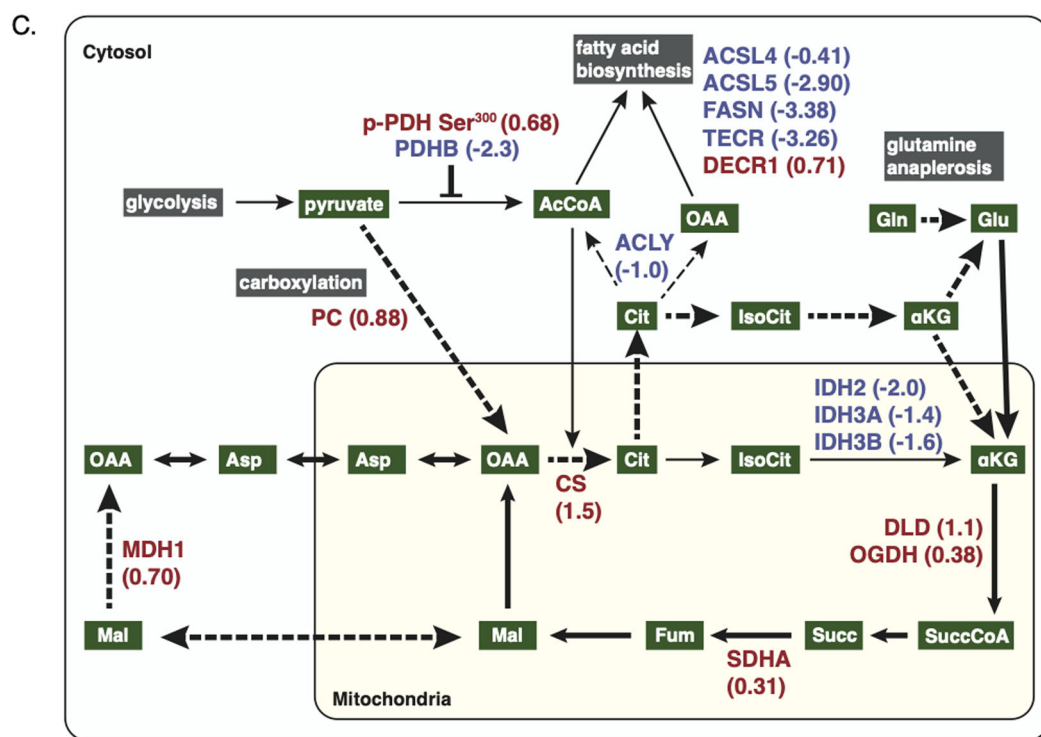 C.
Cytosol
fatty acid
biosynthesis
ACSL4 (-0.41)
ACSL5 (-2.90)
FASN (-3.38)
TECR (-3.26)
DECR1 (0.71)
p-PDH Ser³⁰⁰ (0.68)
PDHB (-2.3)
glutamine
anaplerosis
glycolysis
pyruvate
AcCoA
OAA
Gln
Glu
ACLY
(-1.0)
carboxylation
PC (0.88)
Cit
IsoCit
αKG
IDH2 (-2.0)
IDH3A (-1.4)
IDH3B (-1.6)
OAA
Asp
Asp
OAA
Cit
IsoCit
αKG
CS
(1.5)
MDH1
(0.70)
DLD (1.1)
OGDH (0.38)
Mal
Mal
Fum
Succ
SuccCoA
SDHA
(0.31)
Mitochondria